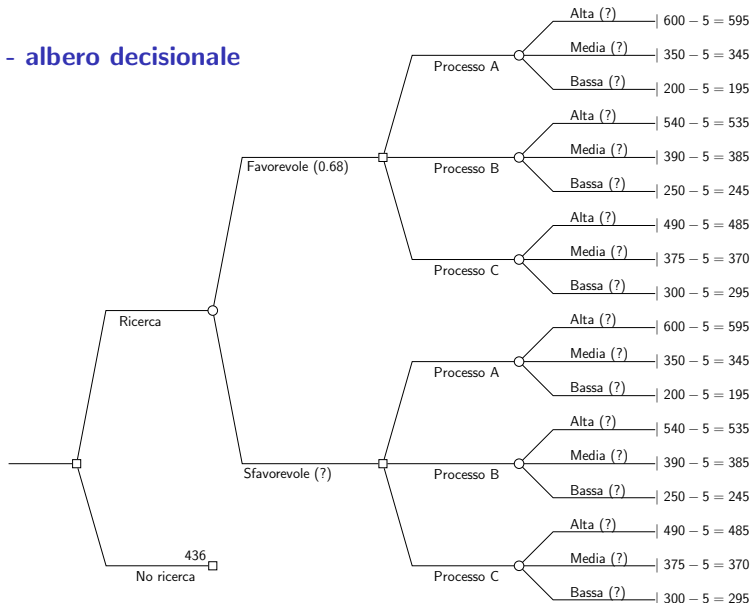 - albero decisionale
Alta (?) | 600 − 5 = 595
Media (?) | 350 − 5 = 345
Processo A
Bassa (?) | 200 − 5 = 195
Alta (?) | 540 − 5 = 535
Favorevole (0.68)
Media (?) | 390 − 5 = 385
Processo B
Bassa (?) | 250 − 5 = 245
Alta (?) | 490 − 5 = 485
Media (?) | 375 − 5 = 370
Processo C
Bassa (?) | 300 − 5 = 295
Ricerca
Alta (?) | 600 − 5 = 595
Media (?) | 350 − 5 = 345
Processo A
Bassa (?) | 200 − 5 = 195
Alta (?) | 540 − 5 = 535
Sfavorevole (?)
Media (?) | 390 − 5 = 385
Processo B
Bassa (?) | 250 − 5 = 245
Alta (?) | 490 − 5 = 485
436
No ricerca
Media (?) | 375 − 5 = 370
Processo C
Bassa (?) | 300 − 5 = 295